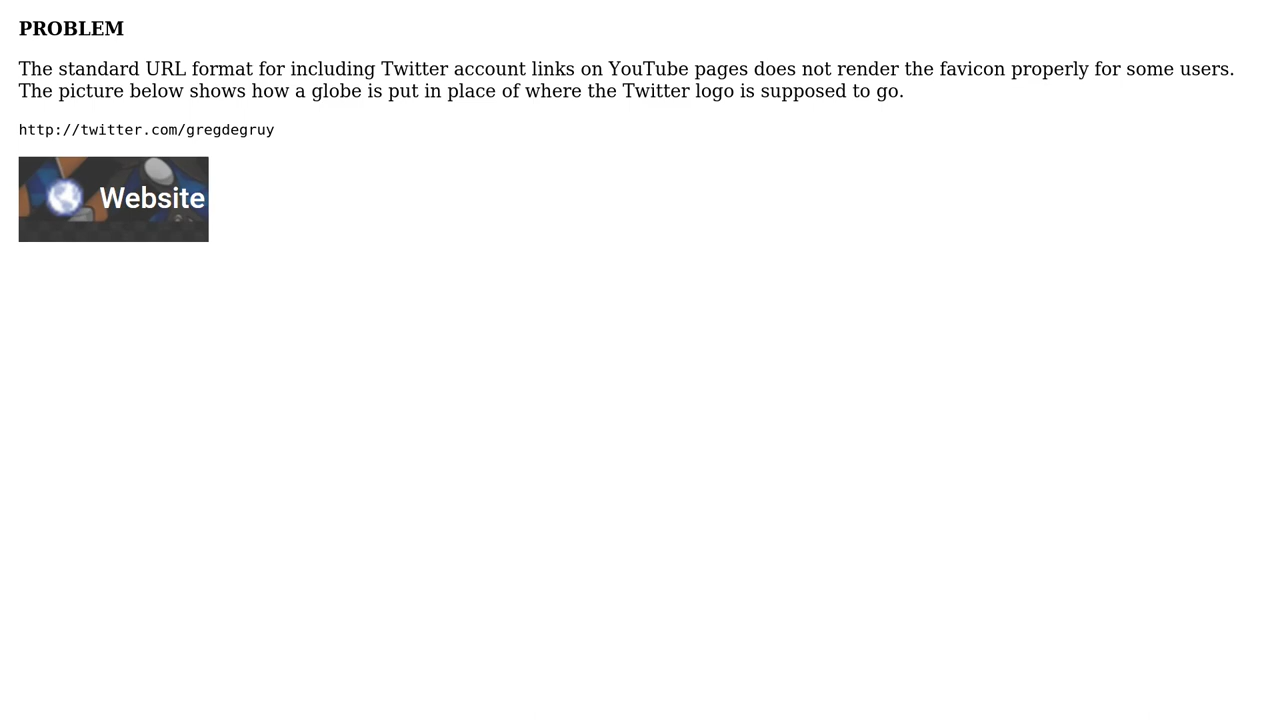 PROBLEM
The standard URL format for including Twitter account links on YouTube pages does not render the favicon properly for some users.
The picture below shows how a globe is put in place of where the Twitter logo is supposed to go.
http://twitter.com/gregdegruy
Website